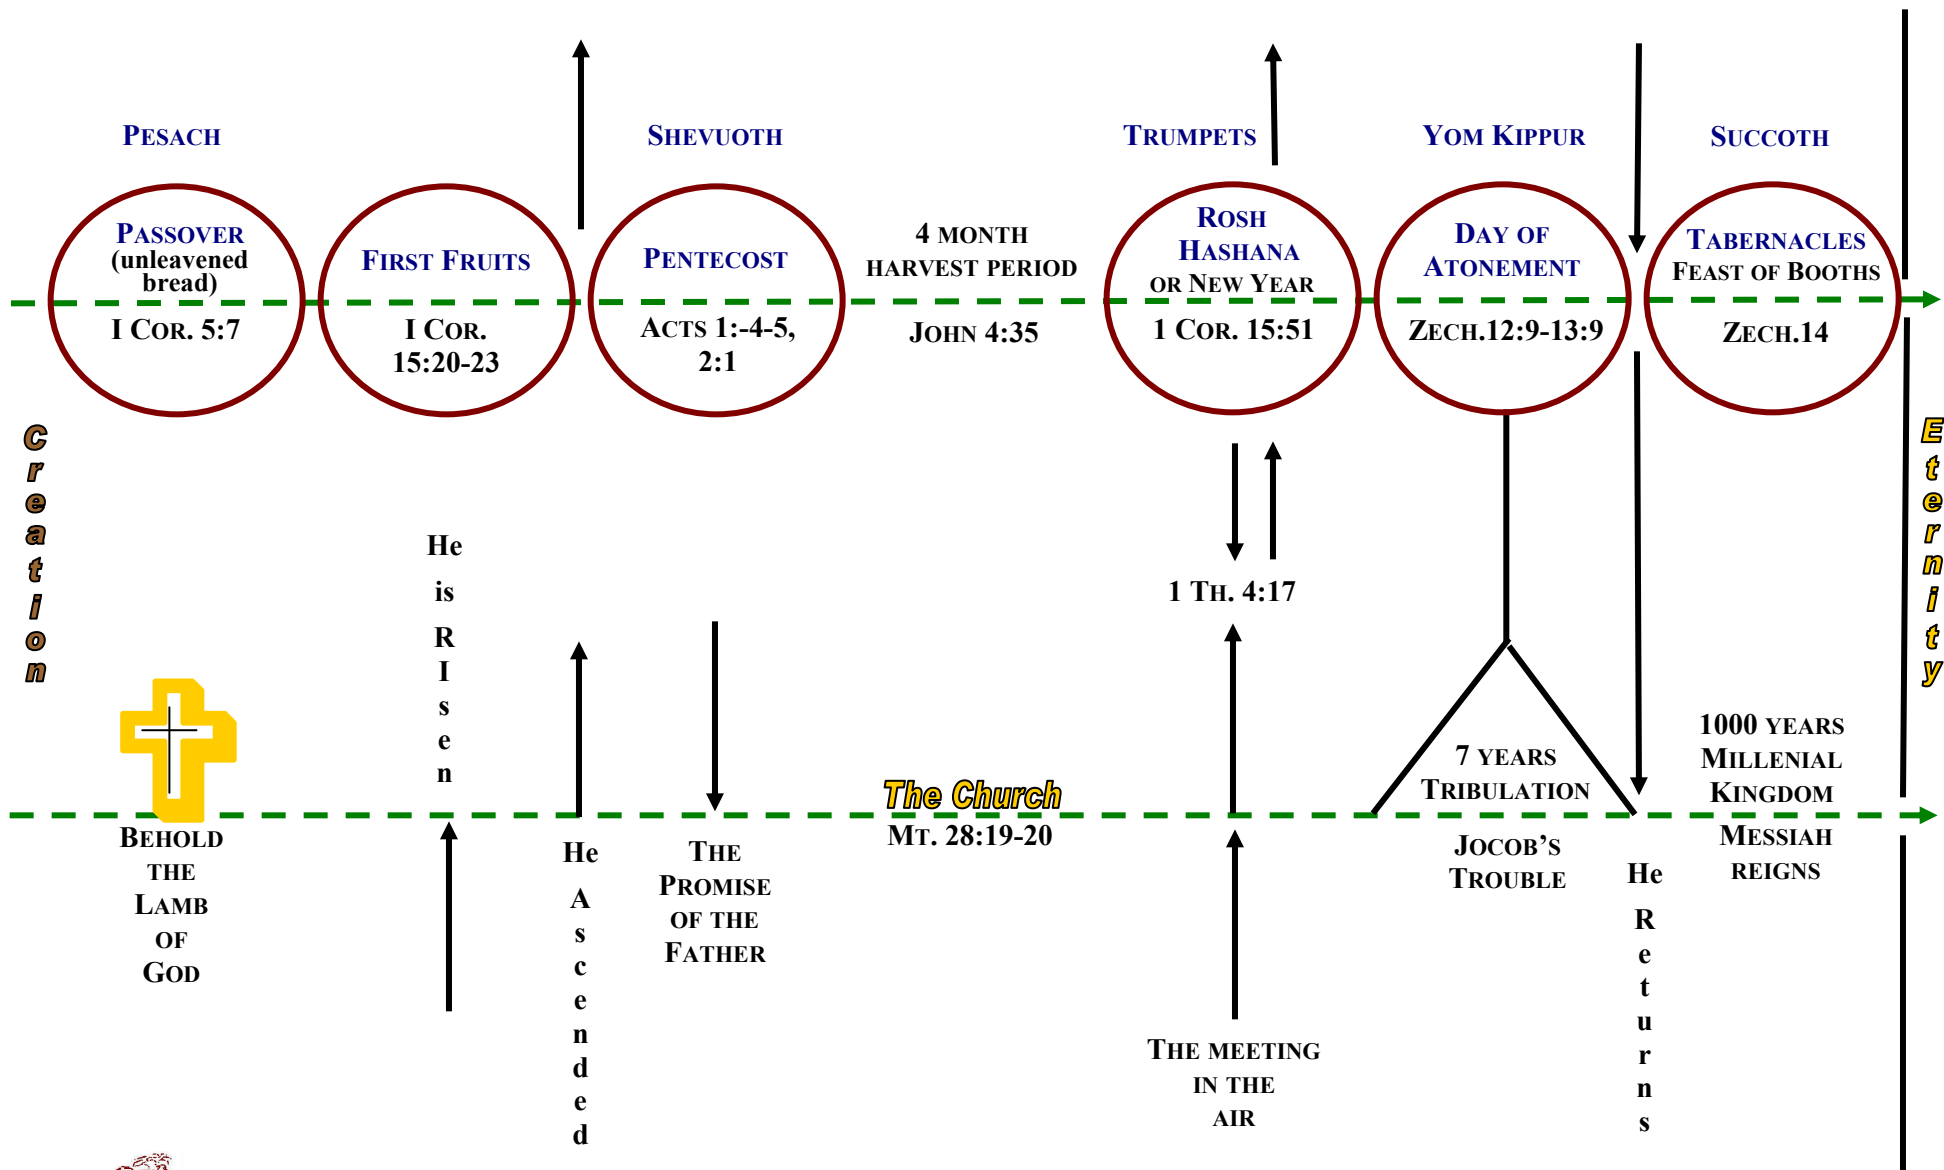 PESACH
SHEVUOTH
TRUMPETS
YOM KIPPUR
SUCCOTH
PASSOVER
(unleavened
bread)
I COR. 5:7
FIRST FRUITS
I COR.
15:20-23
PENTECOST
ACTS 1:-4-5,
2:1
4 MONTH
HARVEST PERIOD
JOHN 4:35
ROSH
HASHANA
OR NEW YEAR
1 COR. 15:51
DAY OF
ATONEMENT
ZECH.12:9-13:9
TABERNACLES
FEAST OF BOOTHS
ZECH.14
Creation
He
is
RIsen
1 TH. 4:17
Eternity
The Church
MT. 28:19-20
7 YEARS
TRIBULATION
JOCOB'S
TROUBLE
1000 YEARS
MILLENIAL
KINGDOM
MESSIAH
REIGNS
BEHOLD
THE
LAMB
OF
GOD
He
Ascended
THE
PROMISE
OF THE
FATHER
THE MEETING
IN THE
AIR
He
Returns